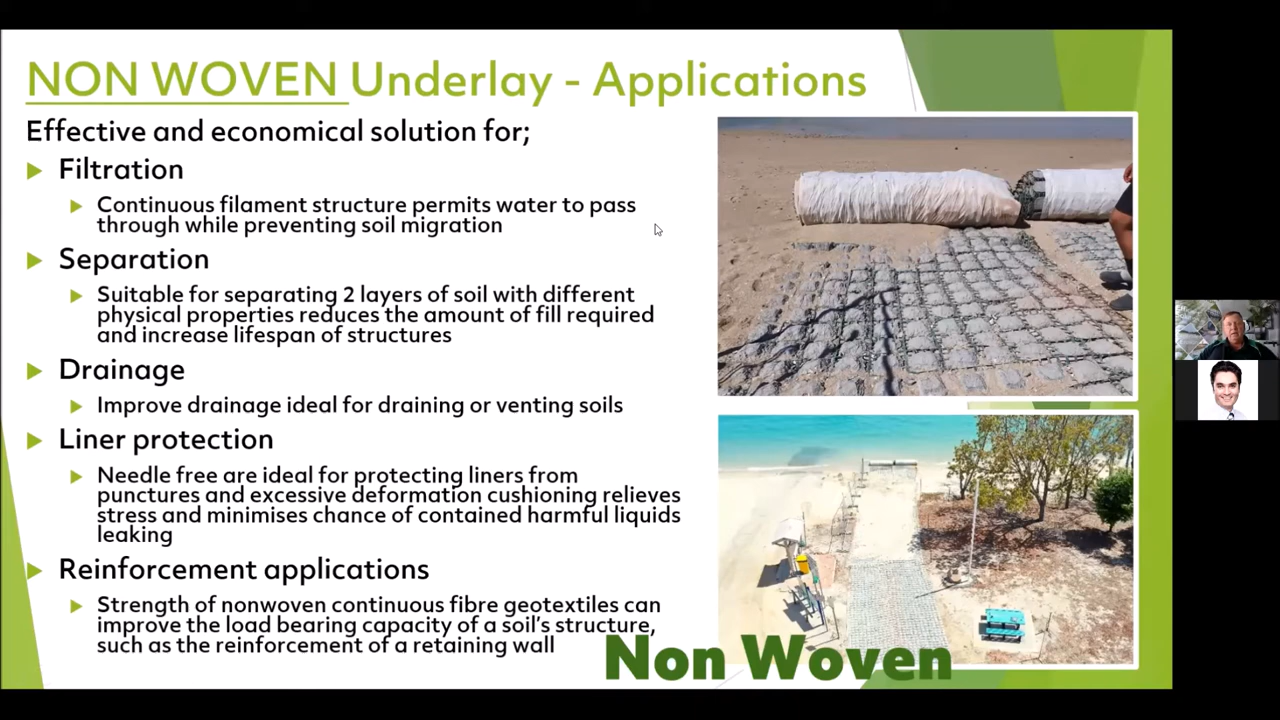 NON WOVEN Underlay - Applications
Effective and economical solution for;
Filtration
Continuous filament structure permits water to pass
through while preventing soil migration
Separation
Suitable for separating 2 layers of soil with different
physical properties reduces the amount of fill required
and increase lifespan of structures
Drainage
Improve drainage ideal for draining or venting soils
Liner protection
Needle free are ideal for protecting liners from
punctures and excessive deformation cushioning relieves
stress and minimises chance of contained harmful liquids
leaking
Reinforcement applications
Strength of nonwoven continuous fibre geotextiles can
improve the load bearing capacity of a soil's structure,
such as the reinforcement of a retaining wall
Non Woven